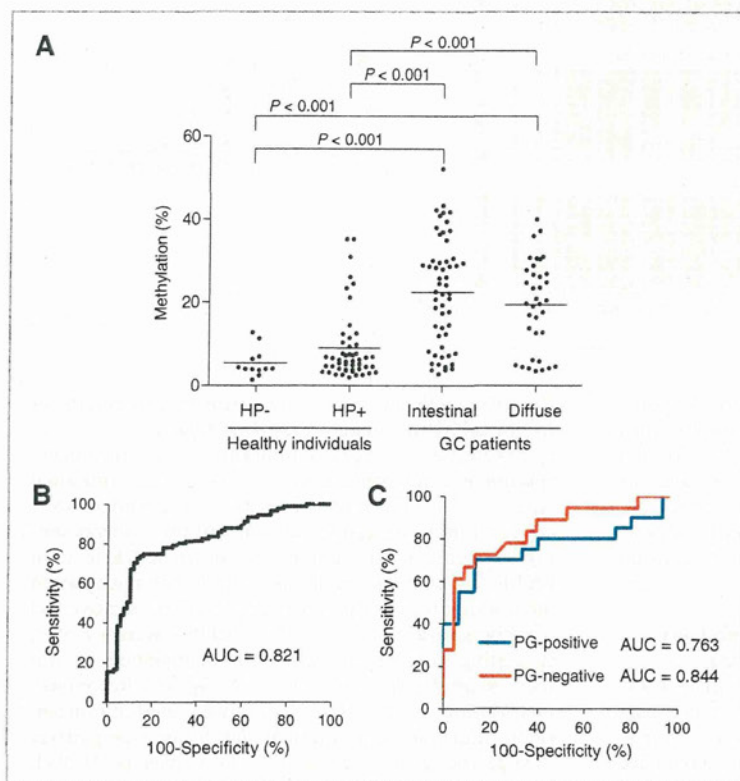 A
P < 0.001
P < 0.001
P < 0.001
P < 0.001
60
40
20
0
Methylation (%)
HP- HP+ Intestinal Diffuse
Healthy individuals GC patients
B
100
80
60
40
20
0
Sensitivity (%)
AUC = 0.821
0 20 40 60 80 100
100-Specificity (%)
C
100
80
60
40
20
0
Sensitivity (%)
PG-positive AUC = 0.763
PG-negative AUC = 0.844
0 20 40 60 80 100
100-Specificity (%)